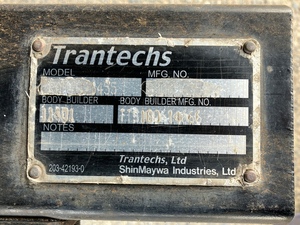 Trantechs
MODEL MFG. NO.
BODY BUILDER BODY BUILDER MFG. NO.
NOTES
Trantechs, Ltd
203-42193-0 ShinMaywa Industries, Ltd